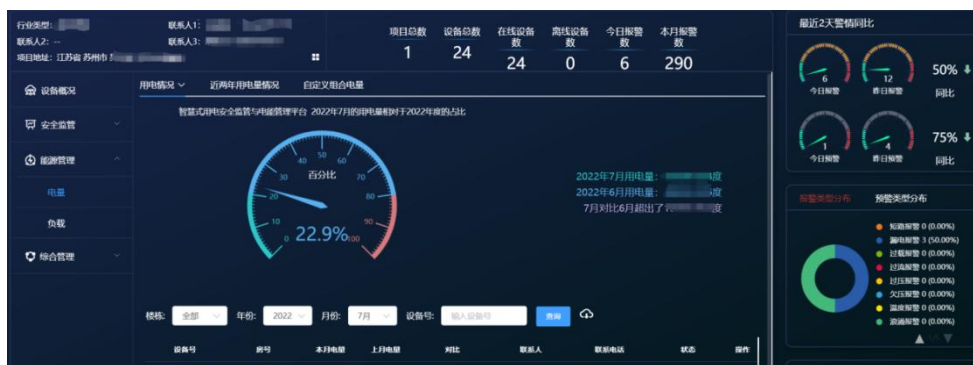 行业类型:
联系人1:
联系人2: --
联系人3:
项目地址: 江苏省 苏州市
项目总数
1
设备总数
24
在线设备
数
24
离线设备
数
0
今日报警
数
6
本月报警
数
290
设备概况
安全监管
能源管理
电量
负载
综合管理
用电情况 近两年用电量情况 自定义组合电量
智慧式用电安全监管与电能管理平台 2022年7月的用电量相对于2022年度的占比
0 10 20 30 40 50 60 70 80 90 100
百分比
22.9%
2022年7月用电量: 度
2022年6月用电量: 度
7月对比6月超出了 度
楼栋: 全部 年份: 2022 月份: 7月 设备号: 输入设备号 查询
设备号 房号 本月电量 上月电量 对比 联系人 联系电话 状态 操作
最近2天警情同比
6
今日报警
12
昨日报警
50%
同比
1
今日预警
4
昨日预警
75%
同比
报警类型分布 预警类型分布
短路报警 0 (0.00%)
漏电报警 3 (50.00%)
过载报警 0 (0.00%)
过流报警 0 (0.00%)
过压报警 0 (0.00%)
欠压报警 0 (0.00%)
温度报警 0 (0.00%)
浪涌报警 0 (0.00%)